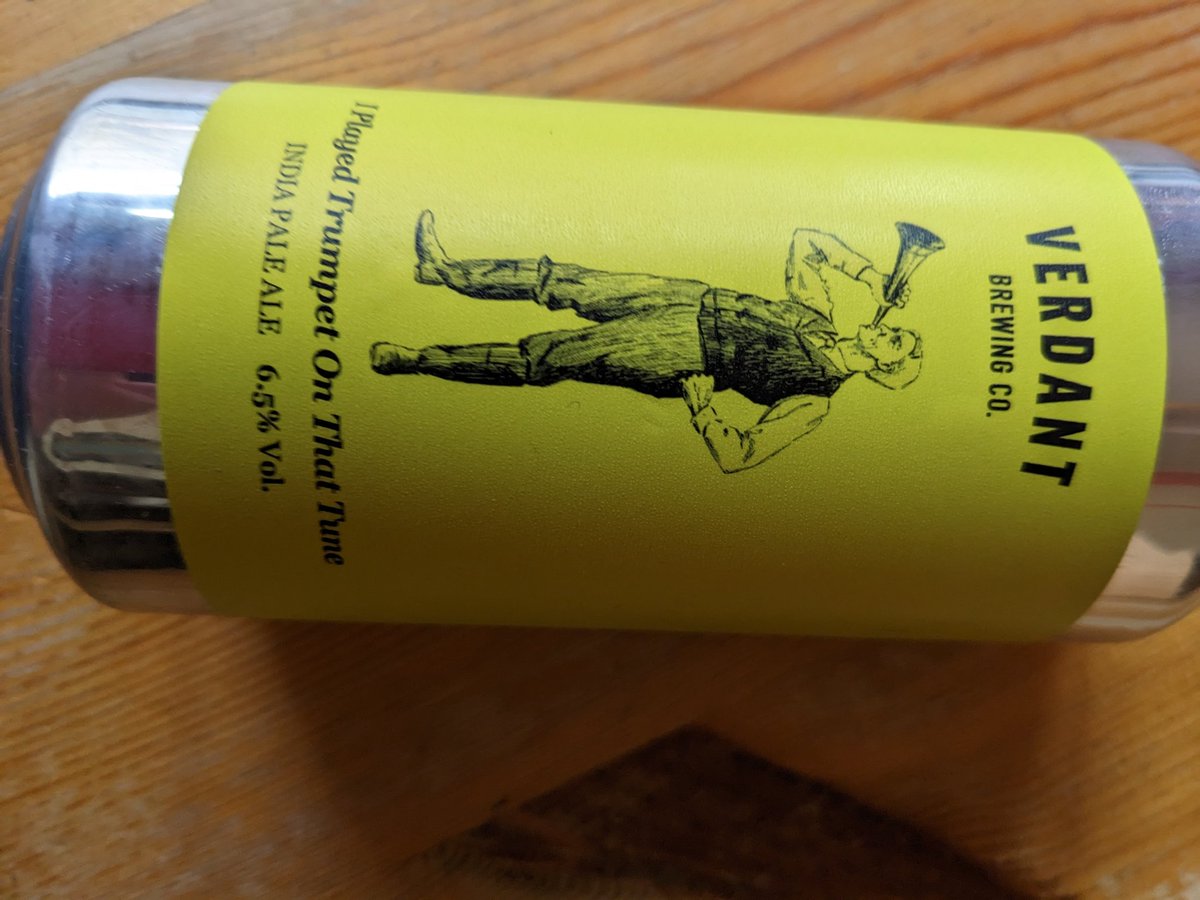 VERDANT
BREWING CO.
I Played Trumpet On That Tune
INDIA PALE ALE 6.5% Vol.